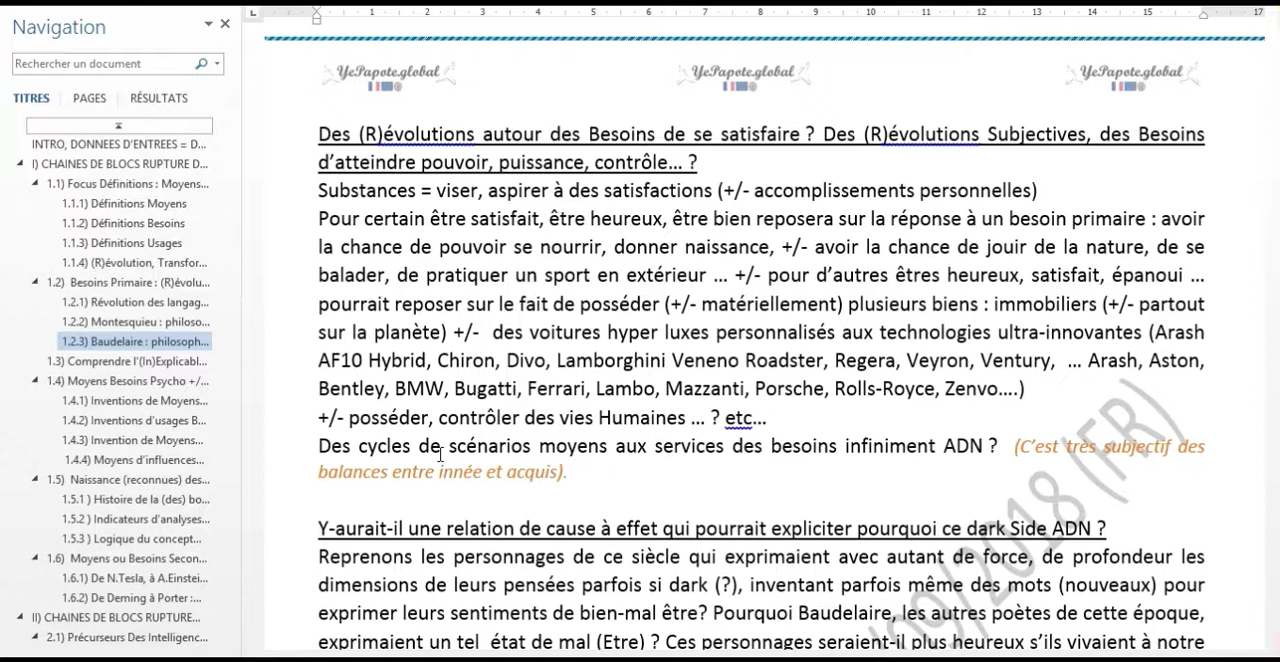 Navigation
Rechercher un document
TITRES PAGES RÉSULTATS
INTRO, DONNEES D'ENTREES = D...
I) CHAINES DE BLOCS RUPTURE D...
1.1) Focus Définitions : Moyens...
1.1.1) Définitions Moyens
1.1.2) Définitions Besoins
1.1.3) Définitions Usages
1.1.4) (R)évolution, Transfor...
1.2) Besoins Primaire : (R)évolu...
1.2.1) Révolution des langag...
1.2.2) Montesquieu : philoso...
1.2.3) Baudelaire : philosoph...
1.3) Comprendre l'(In)Explicabl...
1.4) Moyens Besoins Psycho +/...
1.4.1) Inventions de Moyens...
1.4.2) Inventions d'usages B...
1.4.3) Invention de Moyens...
1.4.4) Moyens d'influences...
1.5) Naissance (reconnues) des...
1.5.1 ) Histoire de la (des) bo...
1.5.2 ) Indicateurs d'analyses...
1.5.3 ) Logique du concept...
1.6) Moyens ou Besoins Secon...
1.6.1) De N.Tesla, à A.Einstei...
1.6.2) De Deming à Porter :...
II) CHAINES DE BLOCS RUPTURE...
2.1) Précurseurs Des Intelligenc...
L 1 2 3 4 5 6 7 8 9 10 11 12 13 14 15 17
YePapote.global YePapote.global YePapote.global
Des (R)évolutions autour des Besoins de se satisfaire ? Des (R)évolutions Subjectives, des Besoins
d'atteindre pouvoir, puissance, contrôle... ?
Substances = viser, aspirer à des satisfactions (+/- accomplissements personnelles)
Pour certain être satisfait, être heureux, être bien reposera sur la réponse à un besoin primaire : avoir
la chance de pouvoir se nourrir, donner naissance, +/- avoir la chance de jouir de la nature, de se
balader, de pratiquer un sport en extérieur ... +/- pour d'autres êtres heureux, satisfait, épanoui ...
pourrait reposer sur le fait de posséder (+/- matériellement) plusieurs biens : immobiliers (+/- partout
sur la planète) +/- des voitures hyper luxes personnalisés aux technologies ultra-innovantes (Arash
AF10 Hybrid, Chiron, Divo, Lamborghini Veneno Roadster, Regera, Veyron, Ventury, ... Arash, Aston,
Bentley, BMW, Bugatti, Ferrari, Lambo, Mazzanti, Porsche, Rolls-Royce, Zenvo....)
+/- posséder, contrôler des vies Humaines ... ? etc...
Des cycles de scénarios moyens aux services des besoins infiniment ADN ? (C'est très subjectif des
balances entre innée et acquis).
Y-aurait-il une relation de cause à effet qui pourrait expliciter pourquoi ce dark Side ADN ?
Reprenons les personnages de ce siècle qui exprimaient avec autant de force, de profondeur les
dimensions de leurs pensées parfois si dark (?), inventant parfois même des mots (nouveaux) pour
exprimer leurs sentiments de bien-mal être? Pourquoi Baudelaire, les autres poètes de cette époque,
exprimaient un tel état de mal (Etre) ? Ces personnages seraient-il plus heureux s'ils vivaient à notre
09/2018 (FR)